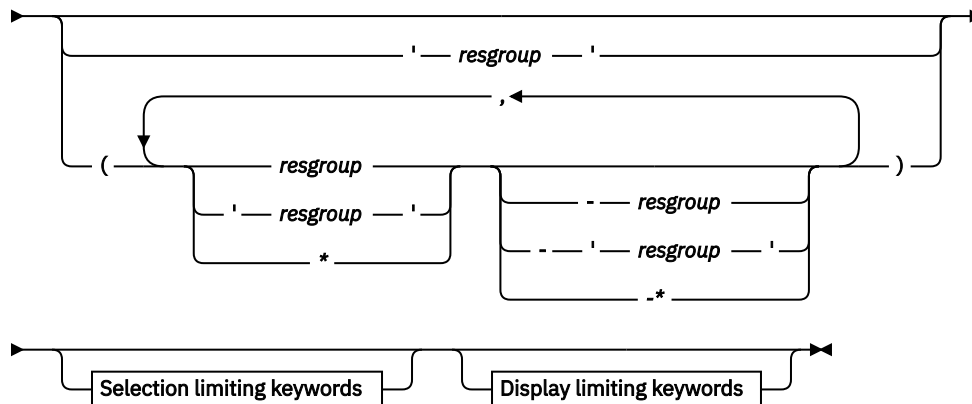 ' resgroup '
,
( resgroup - resgroup )
' resgroup ' - ' resgroup '
* -*
Selection limiting keywords Display limiting keywords